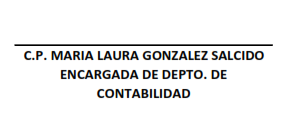 C.P. MARIA LAURA GONZALEZ SALCIDO
ENCARGADA DE DEPTO. DE
CONTABILIDAD